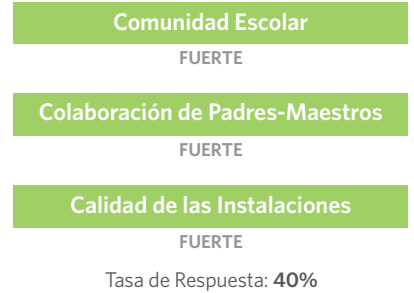 Comunidad Escolar
FUERTE
Colaboración de Padres-Maestros
FUERTE
Calidad de las Instalaciones
FUERTE
Tasa de Respuesta: 40%